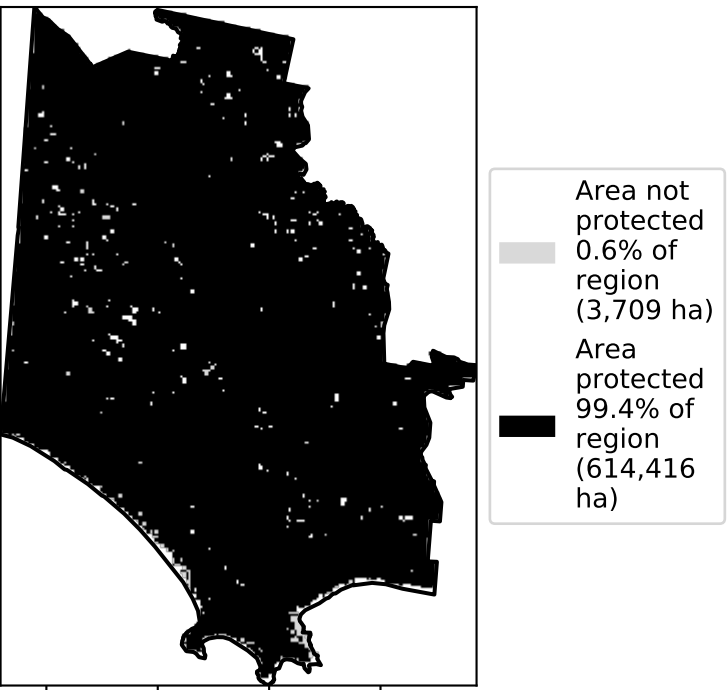 Area not
protected
0.6% of
region
(3,709 ha)
Area
protected
99.4% of
region
(614,416
ha)